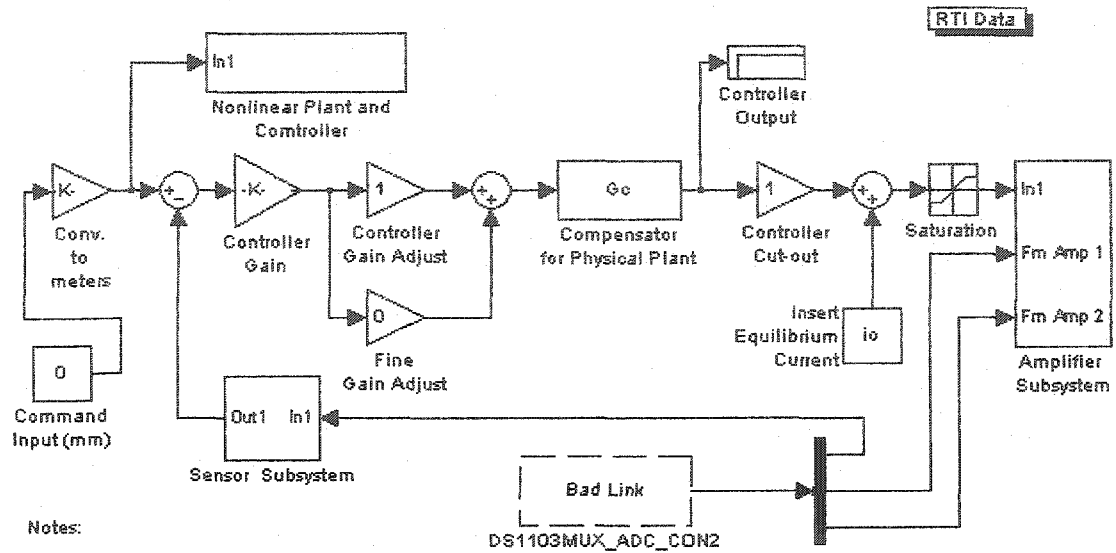 RTI Data
In1
Nonlinear Plant and
Comtroller
Controller
Output
K-
Conv.
to
meters
+
−
-K-
Controller
Gain
1
Controller
Gain Adjust
0
Fine
Gain Adjust
+
+
Gc
Compensator
for Physical Plant
1
Controller
Cut-out
+
+
Saturation
In1
Fm Amp 1
Fm Amp 2
Amplifier
Subsystem
Insert
Equilibrium
Current
io
0
Command
Input (mm)
Out1 In1
Sensor Subsystem
Bad Link
DS1103MUX_ADC_CON2
Notes: